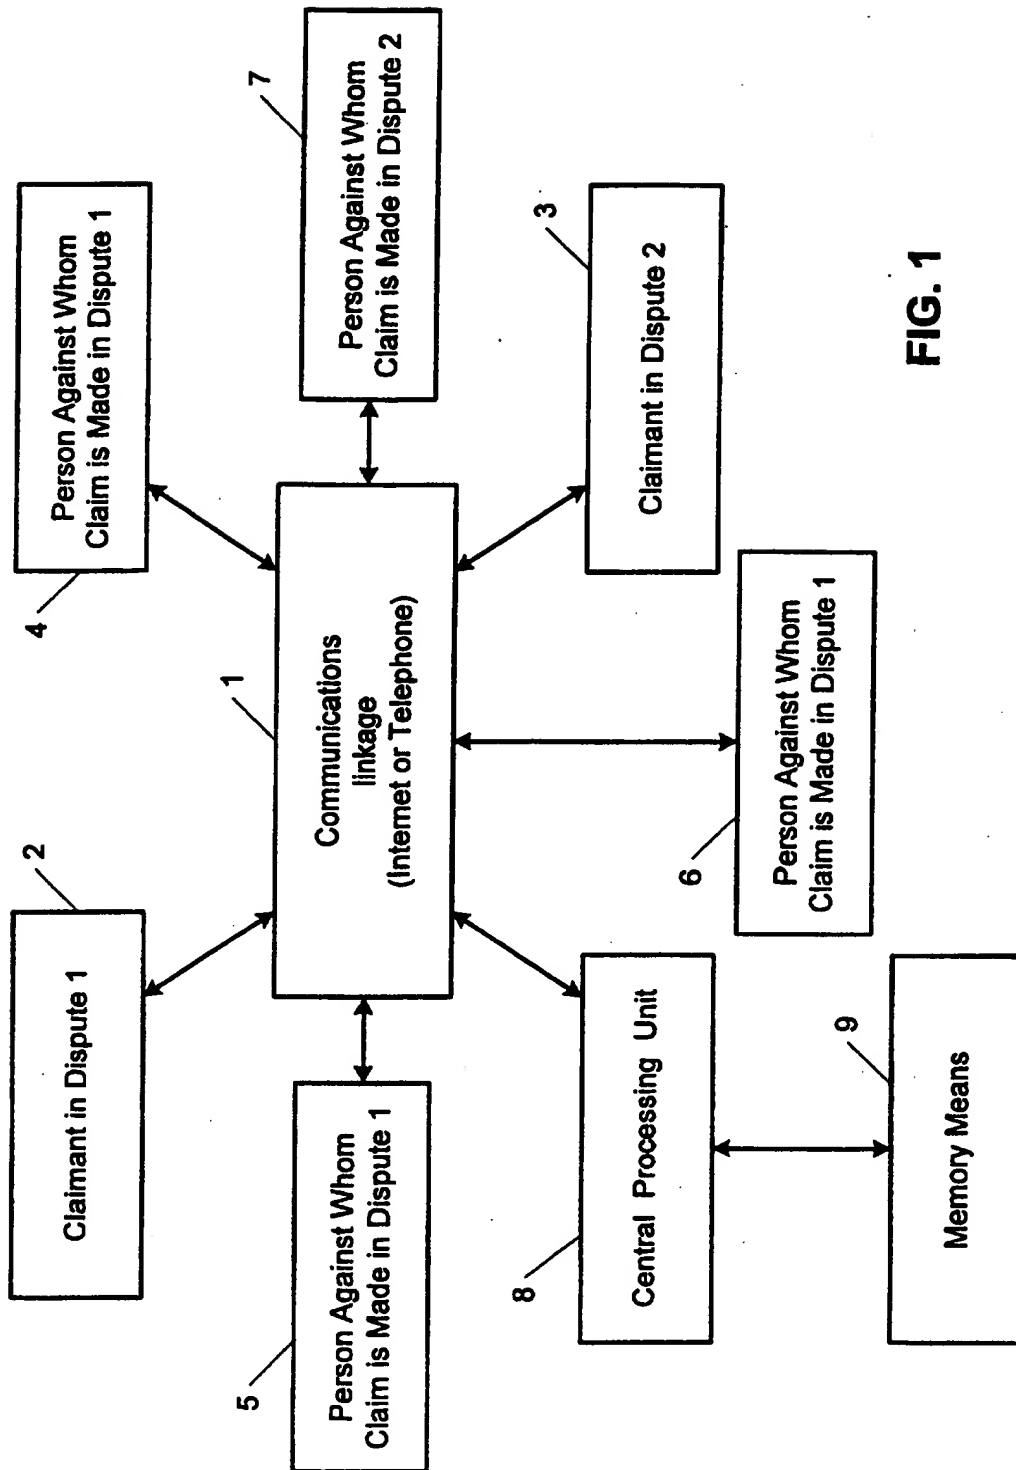 2
Claimant in Dispute 1
4
Person Against Whom
Claim is Made in Dispute 1
1
Communications
linkage
(Internet or Telephone)
5
Person Against Whom
Claim is Made in Dispute 1
7
Person Against Whom
Claim is Made in Dispute 2
8
Central Processing Unit
6
Person Against Whom
Claim is Made in Dispute 1
3
Claimant in Dispute 2
9
Memory Means
FIG. 1